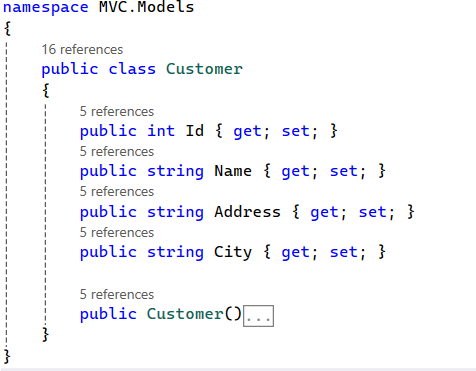 namespace MVC.Models
{
16 references
public class Customer
{
5 references
public int Id { get; set; }
5 references
public string Name { get; set; }
5 references
public string Address { get; set; }
5 references
public string City { get; set; }
5 references
public Customer()...
}
}